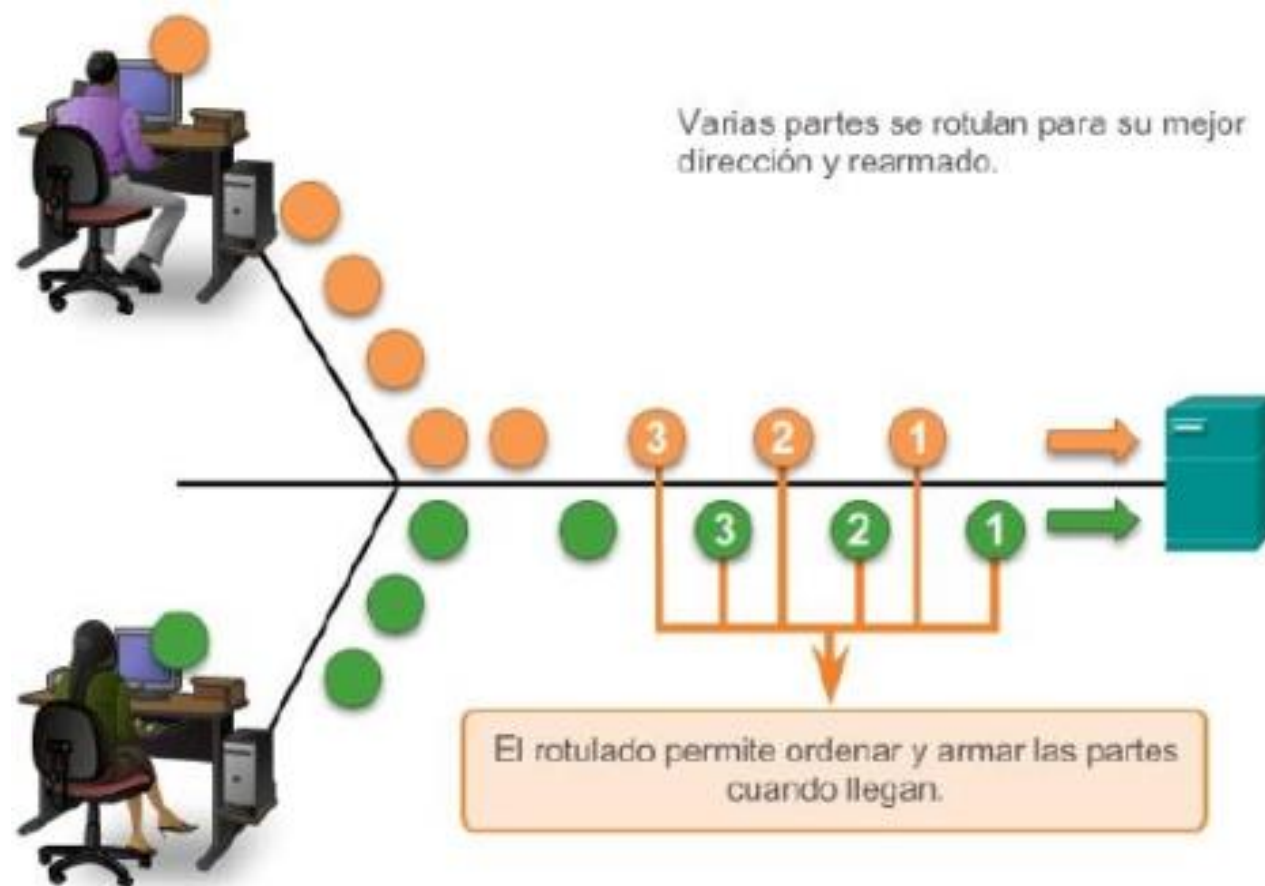 Varias partes se rotulan para su mejor
dirección y rearmado.
3 2 1
3 2 1
El rotulado permite ordenar y armar las partes
cuando llegan.